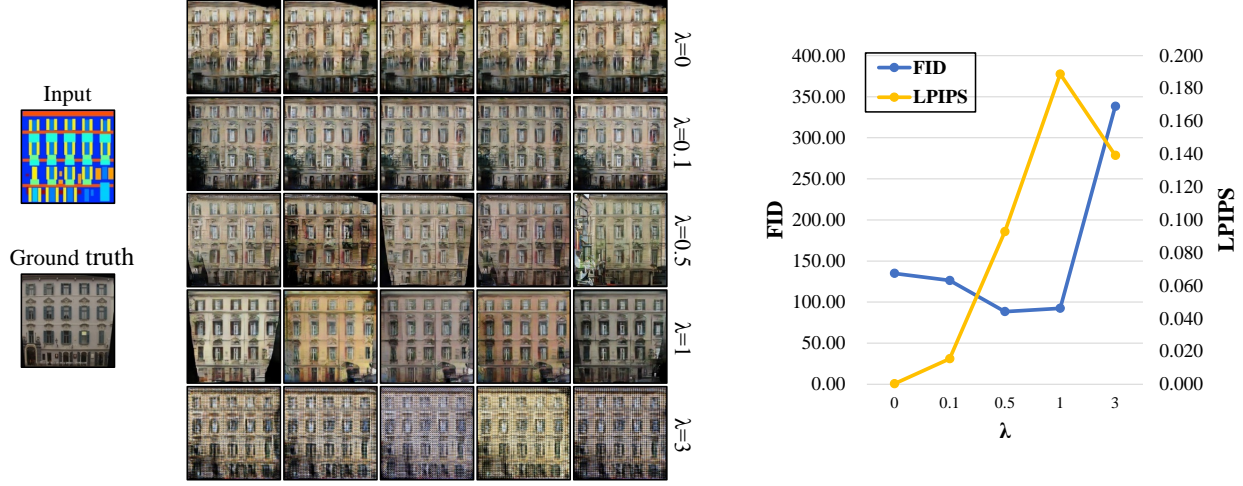 Input
Ground truth
λ=0
λ=0.1
λ=0.5
λ=1
λ=3
FID
LPIPS
400.00
350.00
300.00
250.00
200.00
150.00
100.00
50.00
0.00
FID
0.200
0.180
0.160
0.140
0.120
0.100
0.080
0.060
0.040
0.020
0.000
LPIPS
0 0.1 0.5 1 3
λ